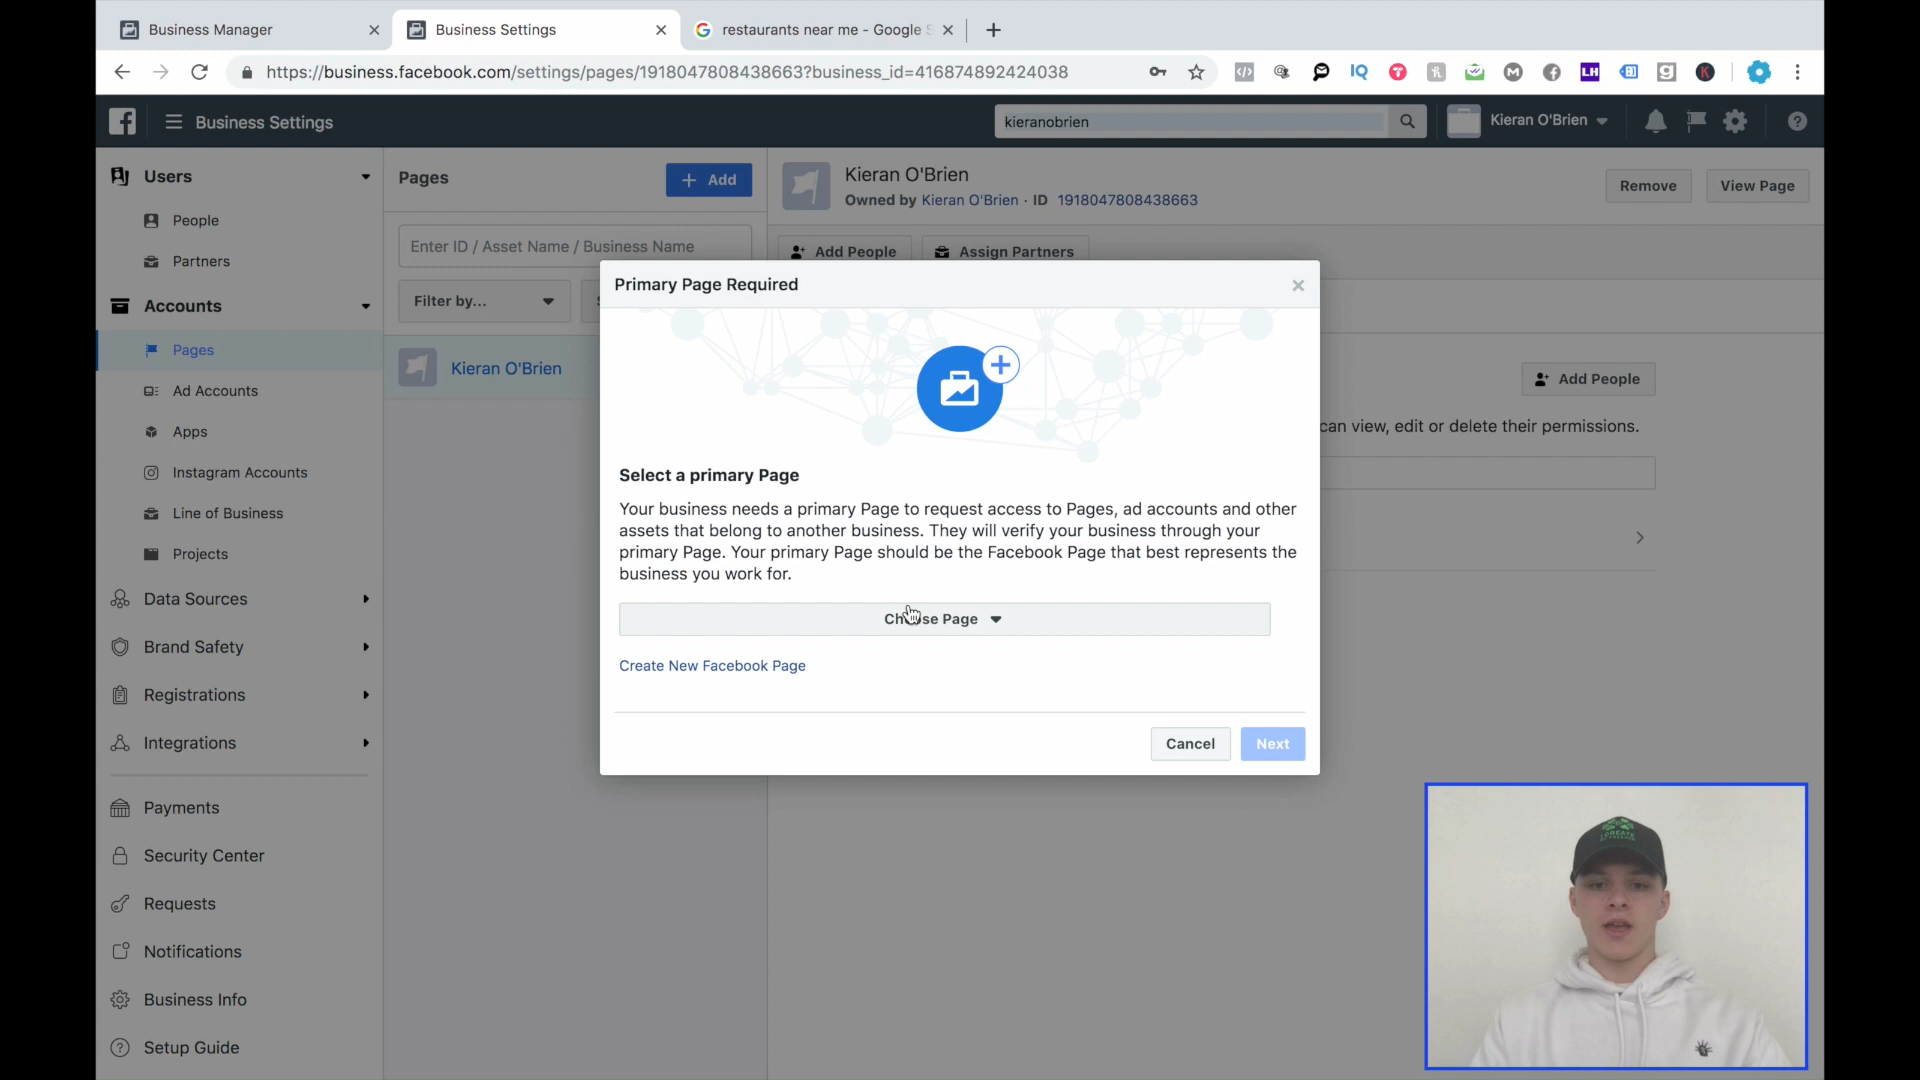 Business Manager
Business Settings
restaurants near me - Google S
https://business.facebook.com/settings/pages/1918047808438663?business_id=416874892424038
Business Settings
kieranobrien
Kieran O'Brien
Users
People
Partners
Accounts
Pages
Ad Accounts
Apps
Instagram Accounts
Line of Business
Projects
Data Sources
Brand Safety
Registrations
Integrations
Payments
Security Center
Requests
Notifications
Business Info
Setup Guide
Pages
+ Add
Enter ID / Asset Name / Business Name
Filter by...
Kieran O'Brien
Kieran O'Brien
Owned by Kieran O'Brien · ID 1918047808438663
Remove
View Page
Add People
Assign Partners
Add People
can view, edit or delete their permissions.
Primary Page Required
Select a primary Page
Your business needs a primary Page to request access to Pages, ad accounts and other
assets that belong to another business. They will verify your business through your
primary Page. Your primary Page should be the Facebook Page that best represents the
business you work for.
Choose Page
Create New Facebook Page
Cancel
Next